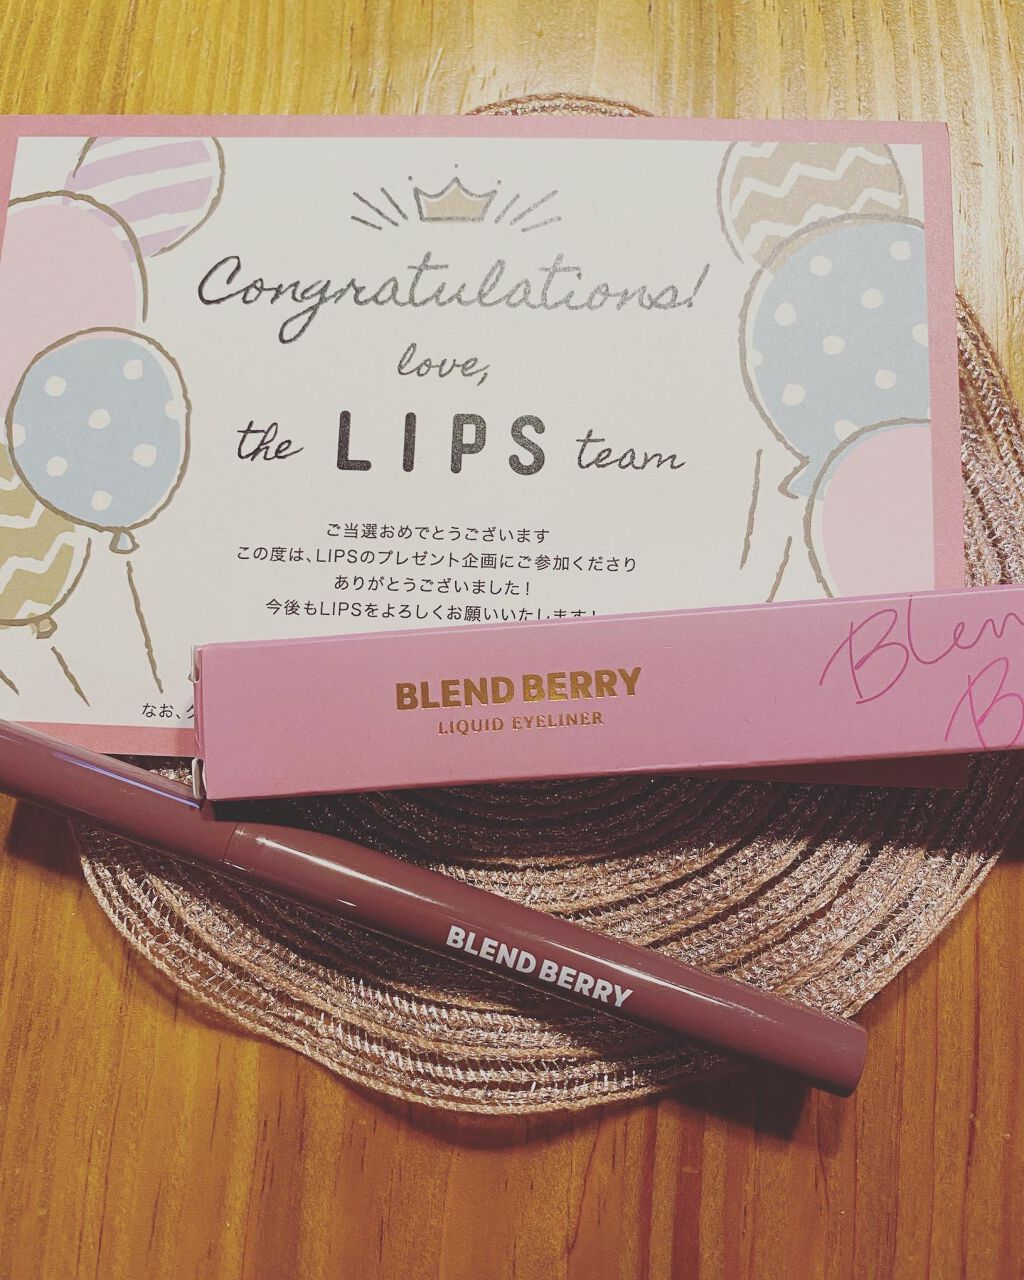 Congratulations!
love,
the LIPS team
ご当選おめでとうございます
この度は、LIPSのプレゼント企画にご参加くださり
ありがとうございました!
今後もLIPSをよろしくお願いいたします!
なお、
BLEND BERRY
LIQUID EYELINER
Blen
B
BLEND BERRY